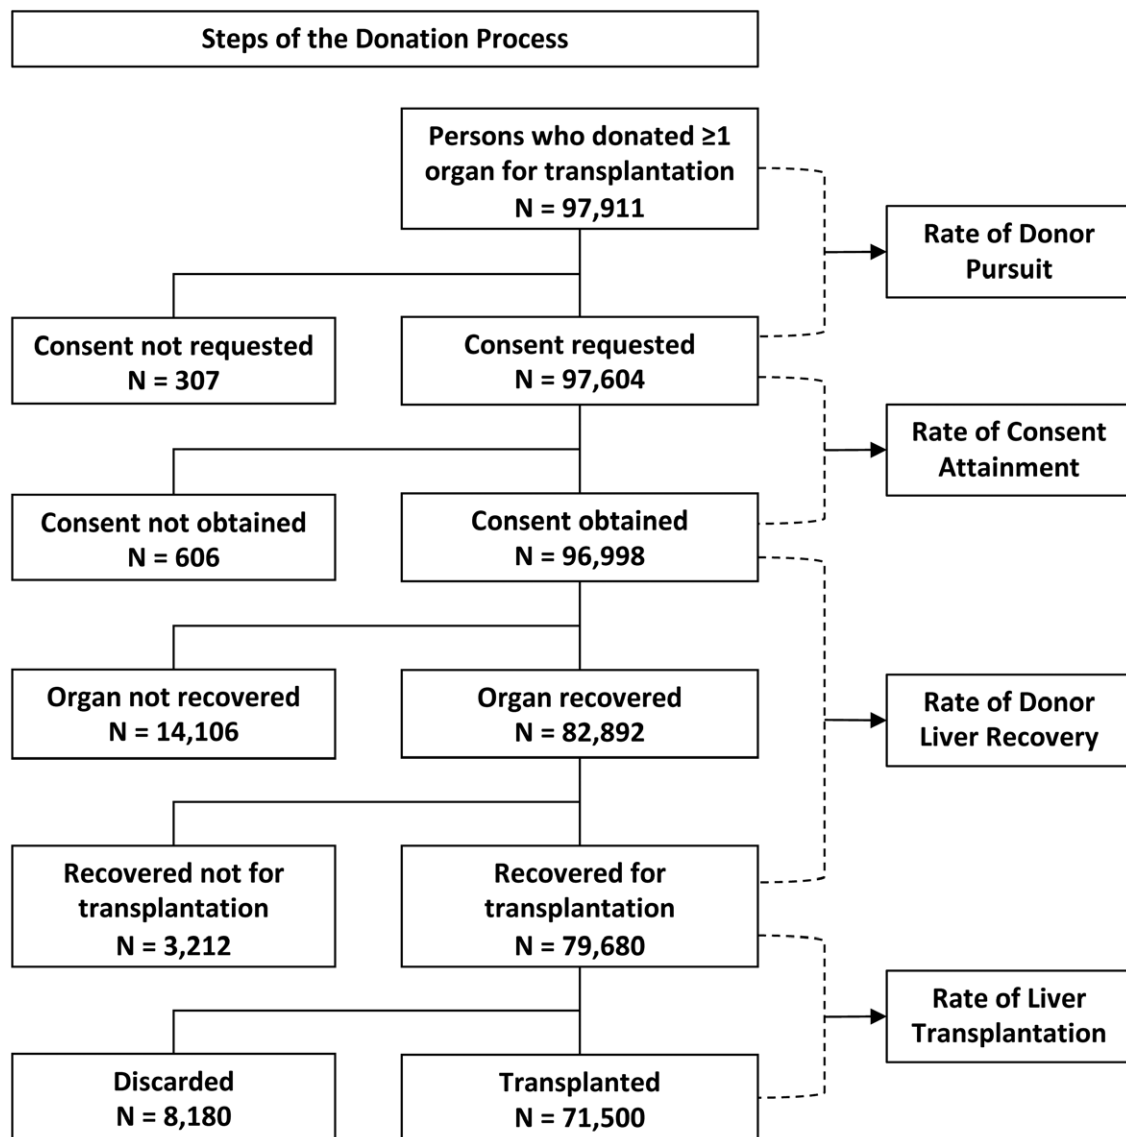 Steps of the Donation Process
Persons who donated ≥1
organ for transplantation
N = 97,911
Rate of Donor
Pursuit
Consent not requested
N = 307
Consent requested
N = 97,604
Rate of Consent
Attainment
Consent not obtained
N = 606
Consent obtained
N = 96,998
Organ not recovered
N = 14,106
Organ recovered
N = 82,892
Rate of Donor
Liver Recovery
Recovered not for
transplantation
N = 3,212
Recovered for
transplantation
N = 79,680
Rate of Liver
Transplantation
Discarded
N = 8,180
Transplanted
N = 71,500